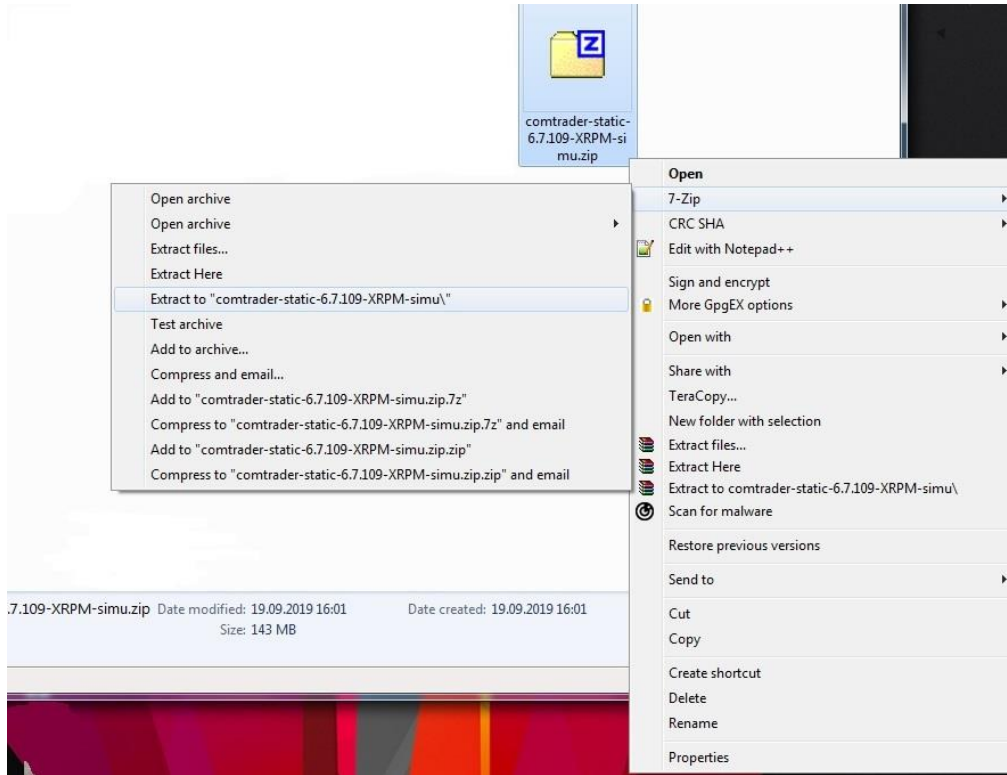 comtrader-static-
6.7.109-XRPM-si
mu.zip
Open
7-Zip
CRC SHA
Edit with Notepad++
Sign and encrypt
More GpgEX options
Open with
Share with
TeraCopy...
New folder with selection
Extract files...
Extract Here
Extract to comtrader-static-6.7.109-XRPM-simu\
Scan for malware
Restore previous versions
Send to
Cut
Copy
Create shortcut
Delete
Rename
Properties
Open archive
Open archive
Extract files...
Extract Here
Extract to "comtrader-static-6.7.109-XRPM-simu\"
Test archive
Add to archive...
Compress and email...
Add to "comtrader-static-6.7.109-XRPM-simu.zip.7z"
Compress to "comtrader-static-6.7.109-XRPM-simu.zip.7z" and email
Add to "comtrader-static-6.7.109-XRPM-simu.zip.zip"
Compress to "comtrader-static-6.7.109-XRPM-simu.zip.zip" and email
.7.109-XRPM-simu.zip Date modified: 19.09.2019 16:01 Date created: 19.09.2019 16:01
Size: 143 MB